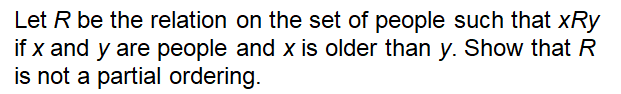 Let R be the relation on the set of people such that xRy
if x and y are people and x is older than y. Show that R
is not a partial ordering.